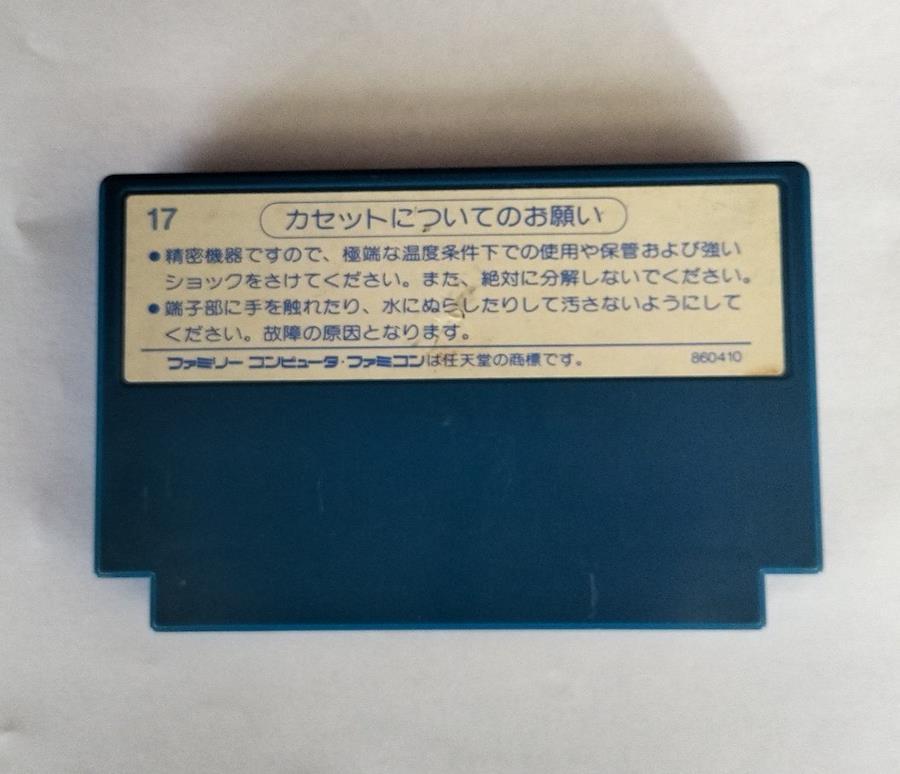 17
カセットについてのお願い
●精密機器ですので、極端な温度条件下での使用や保管および強い
ショックをさけてください。また、絶対に分解しないでください。
●端子部に手を触れたり、水にぬらしたりして汚さないようにして
ください。故障の原因となります。
ファミリー コンピュータ・ファミコンは任天堂の商標です。 860410